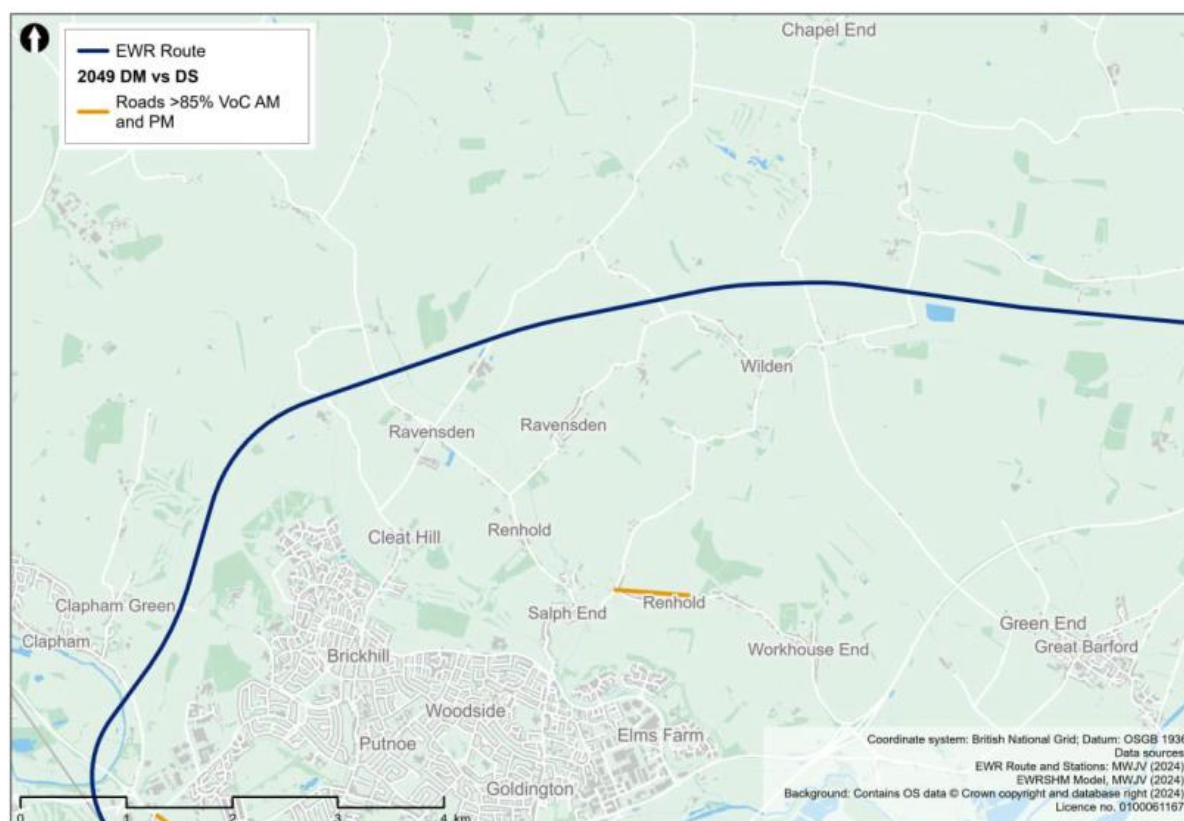 EWR Route
2049 DM vs DS
Roads >85% VoC AM
and PM
Chapel End
Wilden
Ravensden
Ravensden
Cleat Hill
Renhold
Clapham Green
Salph End
Renhold
Clapham
Green End
Great Barford
Brickhill
Workhouse End
Woodside
Elms Farm
Putnoe
Goldington
Coordinate system: British National Grid; Datum: OSGB 1936
Data sources
EWR Route and Stations: MWJV (2024)
EWRSHM Model, MWJV (2024)
Background: Contains OS data © Crown copyright and database right (2024)
Licence no. 0100061167
0 1 2 3 4 km